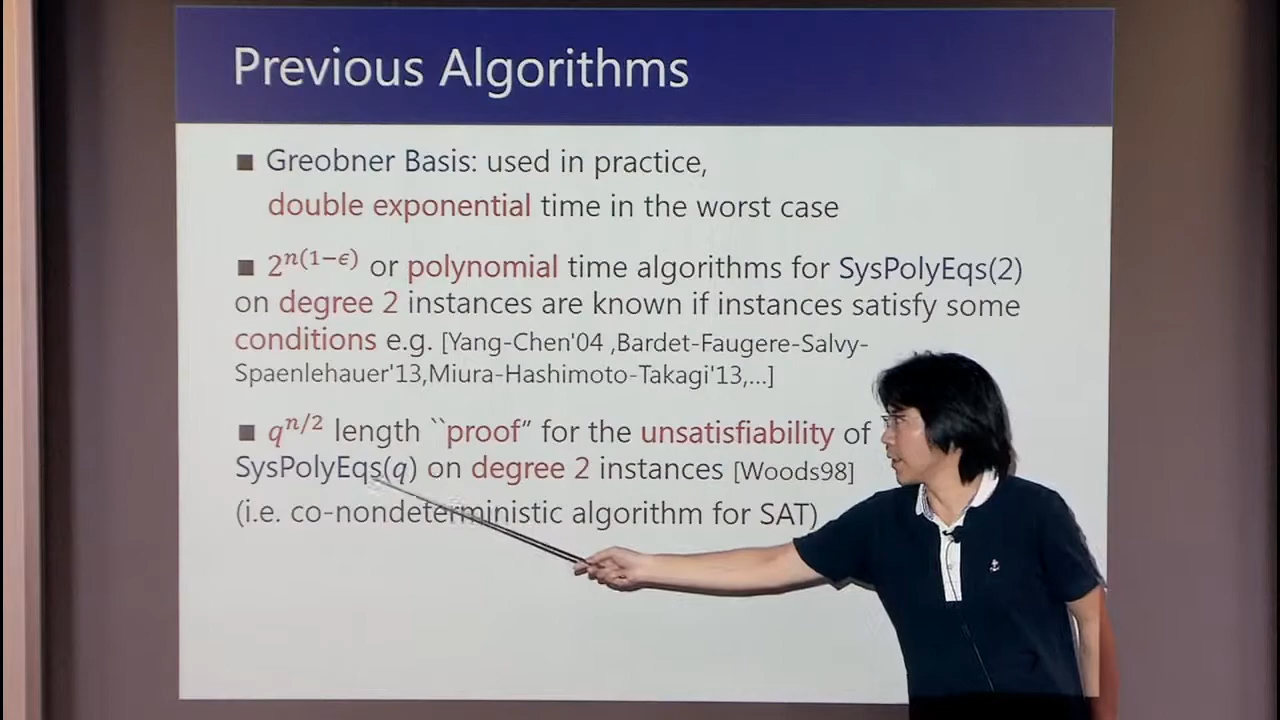 Previous Algorithms
■ Greobner Basis: used in practice,
double exponential time in the worst case
■ 2^{n(1−ϵ)} or polynomial time algorithms for SysPolyEqs(2)
on degree 2 instances are known if instances satisfy some
conditions e.g. [Yang-Chen'04 ,Bardet-Faugere-Salvy-
Spaenlehauer'13,Miura-Hashimoto-Takagi'13,...]
■ q^{n/2} length ``proof” for the unsatisfiability of
SysPolyEqs(q) on degree 2 instances [Woods98]
(i.e. co-nondeterministic algorithm for SAT)